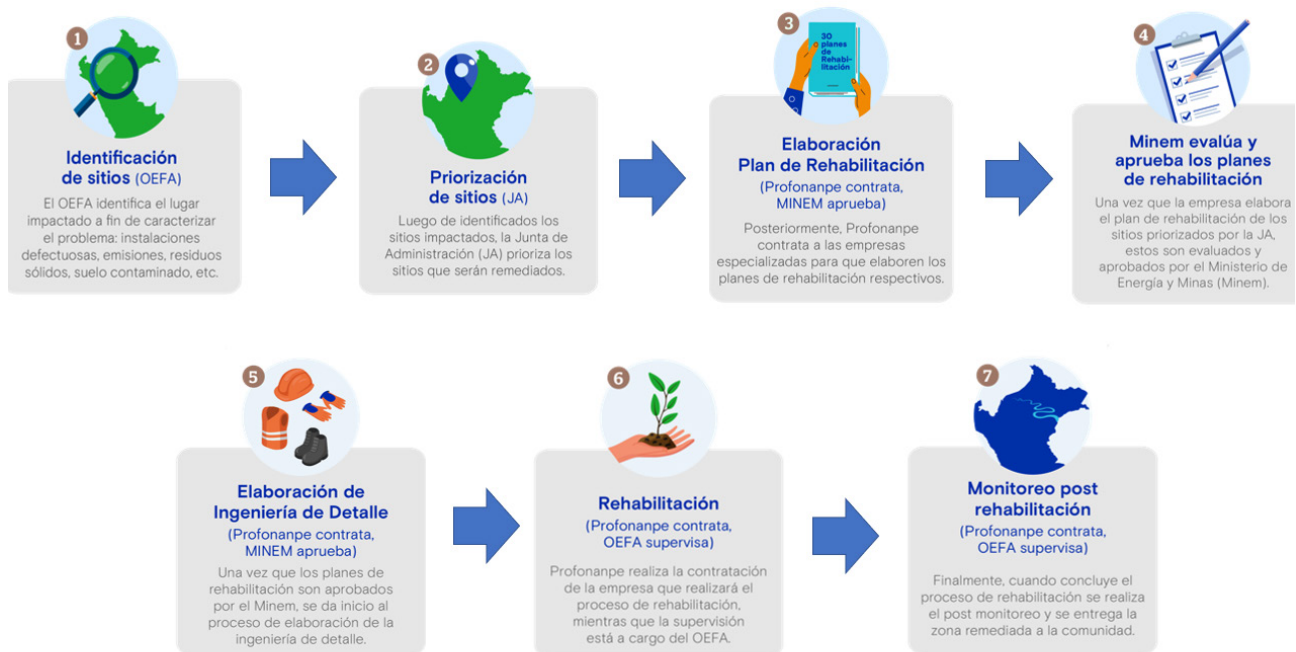 1
Identificación
de sitios (OEFA)
El OEFA identifica el lugar
impactado a fin de caracterizar
el problema: instalaciones
defectuosas, emisiones, residuos
sólidos, suelo contaminado, etc.
2
Priorización
de sitios (JA)
Luego de identificados los
sitios impactados, la Junta de
Administración (JA) prioriza los
sitios que serán remediados.
3
30
planes
de
Rehabi-
litación
Elaboración
Plan de Rehabilitación
(Profonanpe contrata,
MINEM aprueba)
Posteriormente, Profonanpe
contrata a las empresas
especializadas para que elaboren los
planes de rehabilitación respectivos.
4
Minem evalúa y
aprueba los planes
de rehabilitación
Una vez que la empresa elabora
el plan de rehabilitación de los
sitios priorizados por la JA,
estos son evaluados y
aprobados por el Ministerio de
Energía y Minas (Minem).
5
Elaboración de
Ingeniería de Detalle
(Profonanpe contrata,
MINEM aprueba)
Una vez que los planes de
rehabilitación son aprobados
por el Minem, se da inicio al
proceso de elaboración de la
ingeniería de detalle.
6
Rehabilitación
(Profonanpe contrata,
OEFA supervisa)
Profonanpe realiza la contratación
de la empresa que realizará el
proceso de rehabilitación,
mientras que la supervisión
está a cargo del OEFA.
7
Monitoreo post
rehabilitación
(Profonanpe contrata,
OEFA supervisa)
Finalmente, cuando concluye el
proceso de rehabilitación se realiza
el post monitoreo y se entrega la
zona remediada a la comunidad.